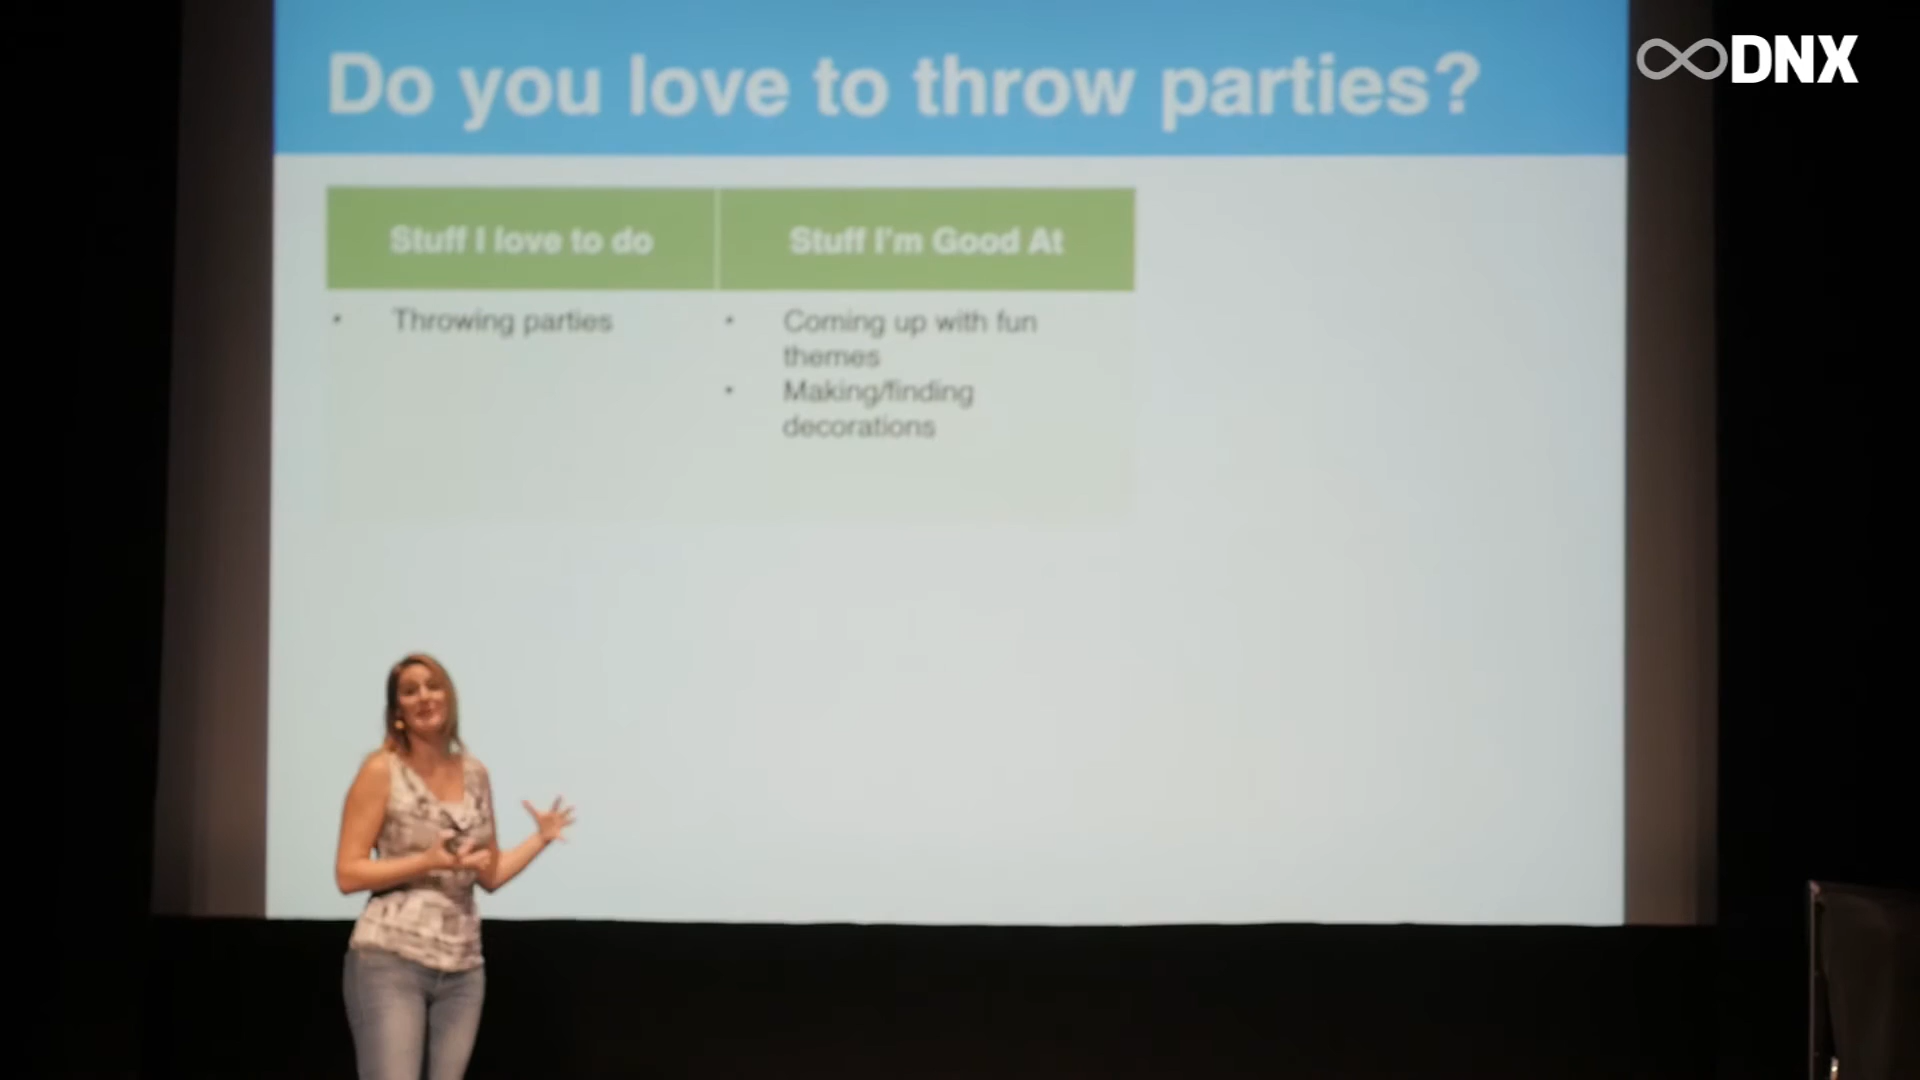 DNX
Do you love to throw parties?
Stuff I love to do
Stuff I'm Good At
• Throwing parties
• Coming up with fun
themes
• Making/finding
decorations